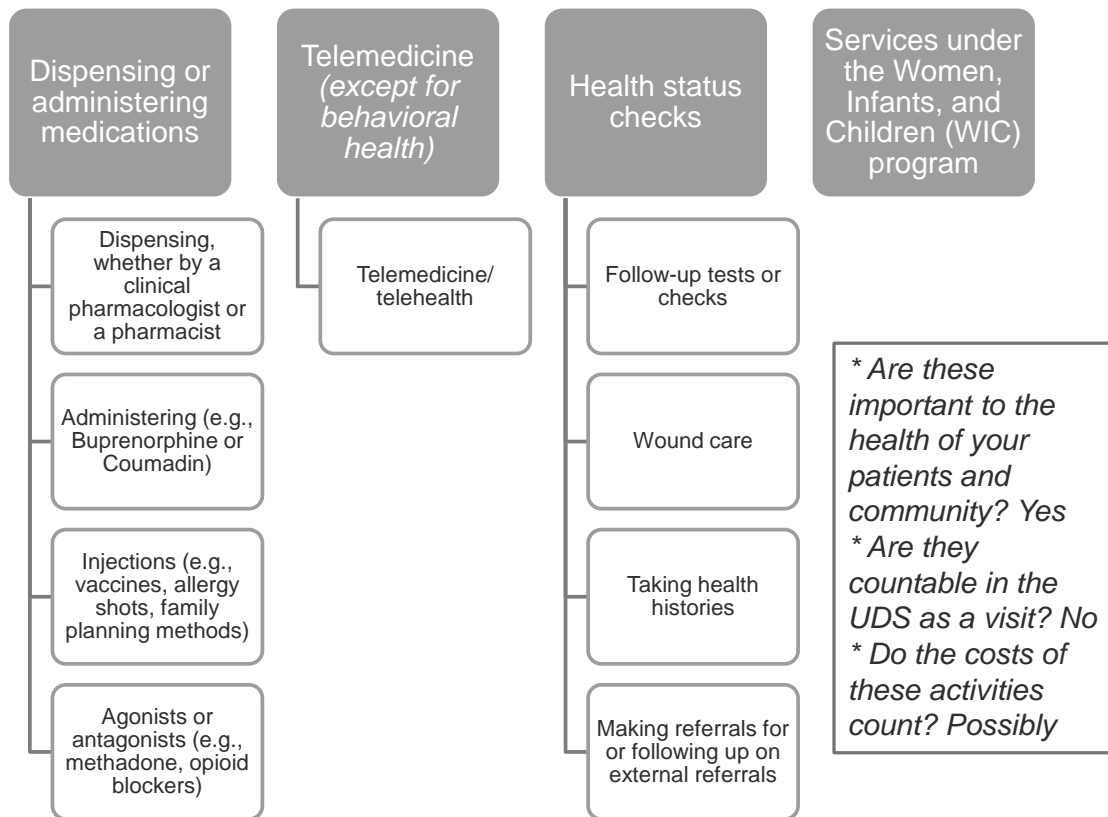 Dispensing or
administering
medications
Dispensing,
whether by a
clinical
pharmacologist or
a pharmacist
Administering (e.g.,
Buprenorphine or
Coumadin)
Injections (e.g.,
vaccines, allergy
shots, family
planning methods)
Agonists or
antagonists (e.g.,
methadone, opioid
blockers)
Telemedicine
(except for
behavioral
health)
Telemedicine/
telehealth
Health status
checks
Follow-up tests or
checks
Wound care
Taking health
histories
Making referrals for
or following up on
external referrals
Services under
the Women,
Infants, and
Children (WIC)
program
* Are these
important to the
health of your
patients and
community? Yes
* Are they
countable in the
UDS as a visit? No
* Do the costs of
these activities
count? Possibly